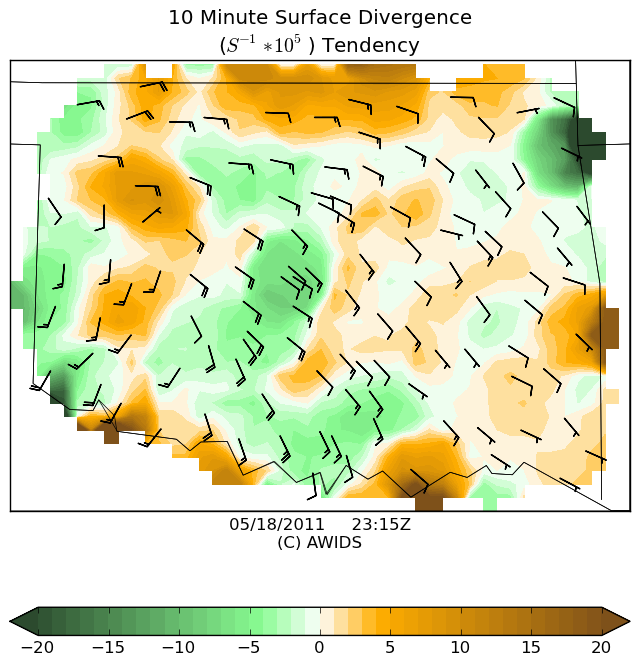 10 Minute Surface Divergence
(S⁻¹ * 10⁵ ) Tendency
05/18/2011 23:15Z
(C) AWIDS
−20 −15 −10 −5 0 5 10 15 20